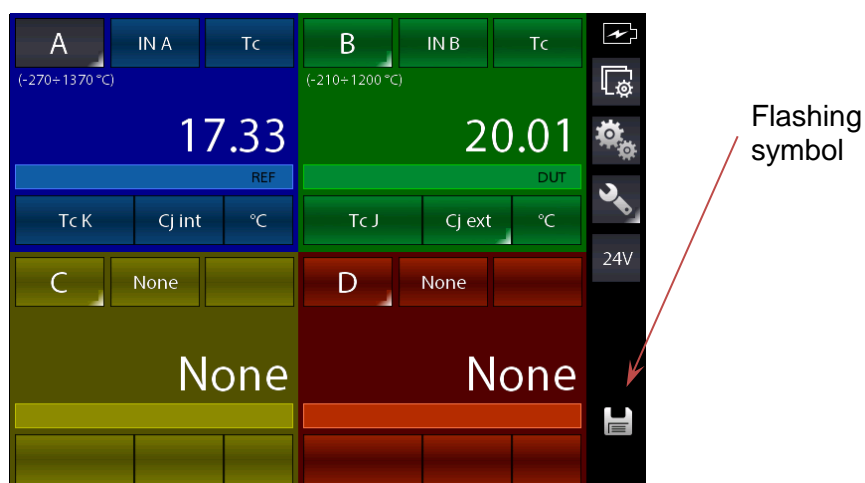 A IN A Tc
(-270÷1370 °C)
17.33
REF
Tc K Cj int °C
B IN B Tc
(-210÷1200 °C)
20.01
DUT
Tc J Cj ext °C
C None
None
D None
None
24V
Flashing
symbol